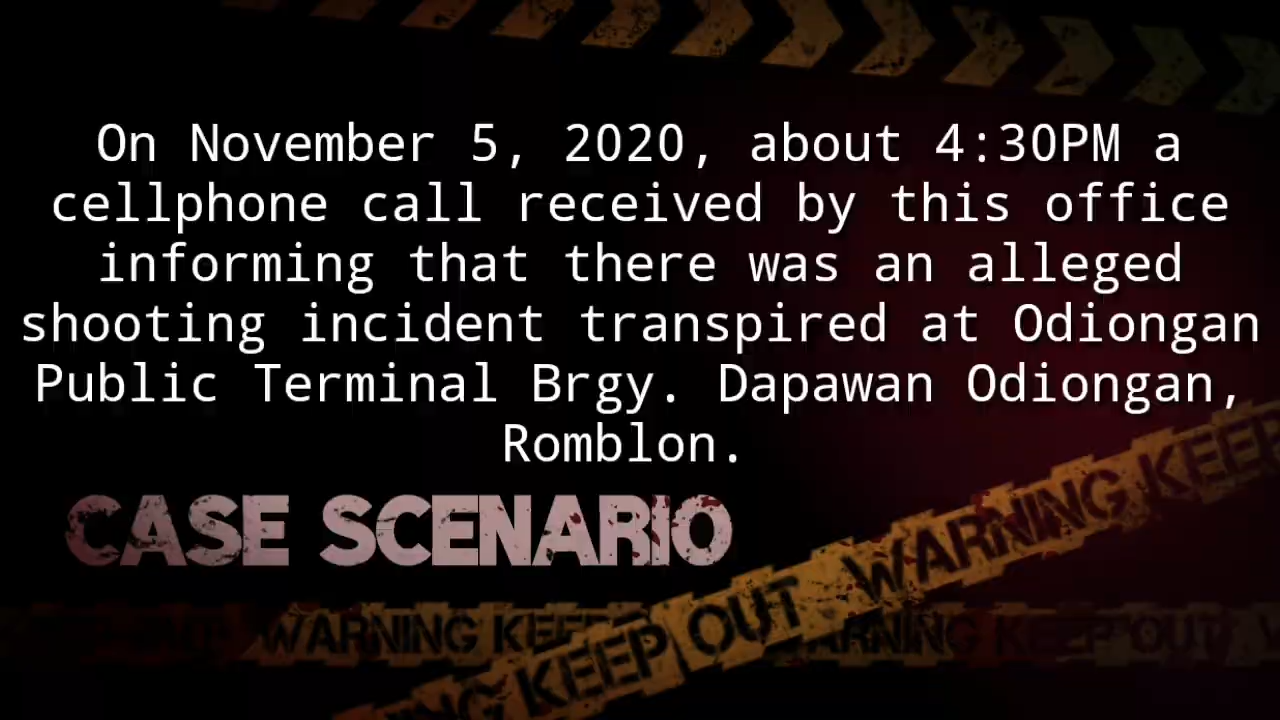 On November 5, 2020, about 4:30PM a
cellphone call received by this office
informing that there was an alleged
shooting incident transpired at Odiongan
Public Terminal Brgy. Dapawan Odiongan,
Romblon.
CASE SCENARIO
WARNING KEEP
KEEP OUT . WARNING KEEP
WARNING KEEP OUT